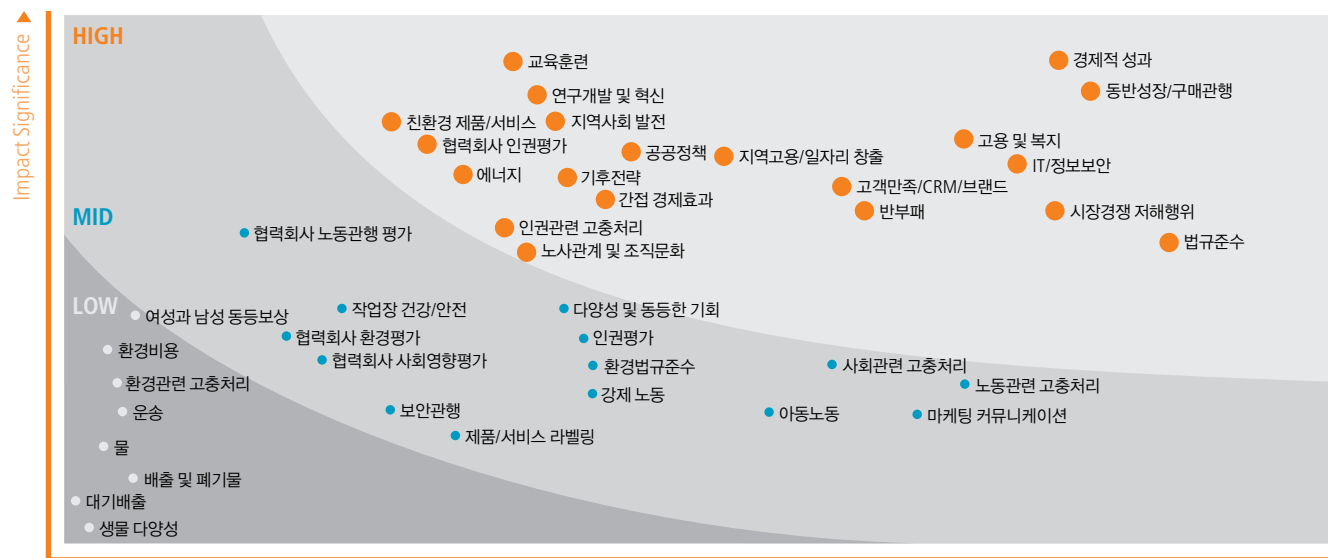 Impact Significance
HIGH
교육훈련
경제적 성과
연구개발 및 혁신
동반성장/구매관행
친환경 제품/서비스
지역사회 발전
협력회사 인권평가
공공정책
지역고용/일자리 창출
고용 및 복지
IT/정보보안
에너지
기후전략
고객만족/CRM/브랜드
간접 경제효과
반부패
시장경쟁 저해행위
MID
협력회사 노동관행 평가
인권관련 고충처리
노사관계 및 조직문화
법규준수
LOW
여성과 남성 동등보상
작업장 건강/안전
다양성 및 동등한 기회
협력회사 환경평가
인권평가
환경비용
협력회사 사회영향평가
환경법규준수
사회관련 고충처리
환경관련 고충처리
강제 노동
노동관련 고충처리
운송
보안관행
아동노동
마케팅 커뮤니케이션
제품/서비스 라벨링
물
배출 및 폐기물
대기배출
생물 다양성